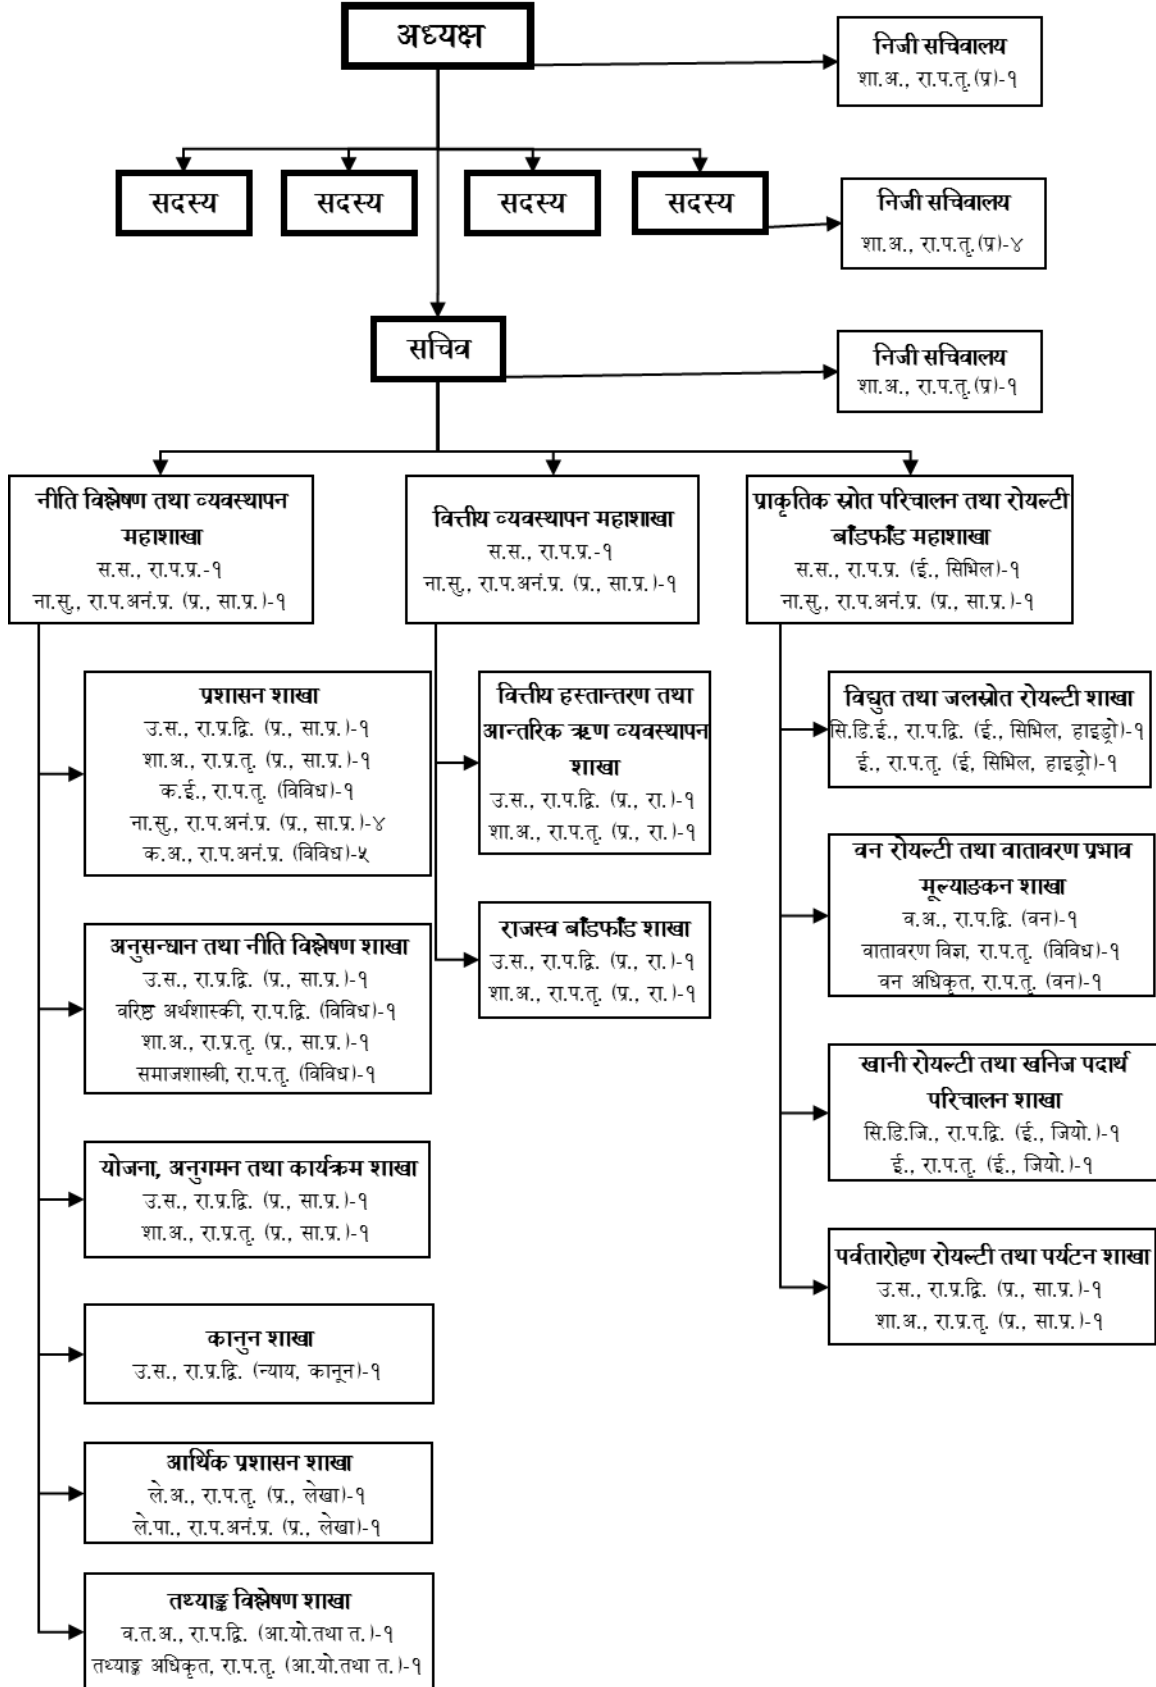 अध्यक्ष
निजी सचिवालय
शा.अ., रा.प.तृ.(प्र)-१
सदस्य
सदस्य
सदस्य
सदस्य
निजी सचिवालय
शा.अ., रा.प.तृ.(प्र)-४
सचिव
निजी सचिवालय
शा.अ., रा.प.तृ.(प्र)-१
नीति विश्लेषण तथा व्यवस्थापन
महाशाखा
स.स., रा.प.प्र.-१
ना.सु., रा.प.अनं.प्र. (प्र., सा.प्र.)-१
प्रशासन शाखा
उ.स., रा.प्र.द्वि. (प्र., सा.प्र.)-१
शा.अ., रा.प्र.तृ. (प्र., सा.प्र.)-१
क.ई., रा.प.तृ. (विविध)-१
ना.सु., रा.प.अनं.प्र. (प्र., सा.प्र.)-४
क.अ., रा.प.अनं.प्र. (विविध)-५
अनुसन्धान तथा नीति विश्लेषण शाखा
उ.स., रा.प्र.द्वि. (प्र., सा.प्र.)-१
वरिष्ठ अर्थशास्की, रा.प.द्वि. (विविध)-१
शा.अ., रा.प्र.तृ. (प्र., सा.प्र.)-१
समाजशास्त्री, रा.प.तृ. (विविध)-१
योजना, अनुगमन तथा कार्यक्रम शाखा
उ.स., रा.प्र.द्वि. (प्र., सा.प्र.)-१
शा.अ., रा.प्र.तृ. (प्र., सा.प्र.)-१
कानुन शाखा
उ.स., रा.प्र.द्वि. (न्याय, कानून)-१
आर्थिक प्रशासन शाखा
ले.अ., रा.प.तृ. (प्र., लेखा)-१
ले.पा., रा.प.अनं.प्र. (प्र., लेखा)-१
तथ्याङ्क विश्लेषण शाखा
व.त.अ., रा.प.द्वि. (आ.यो.तथा त.)-१
तथ्याङ्क अधिकृत, रा.प.तृ. (आ.यो.तथा त.)-१
वित्तीय व्यवस्थापन महाशाखा
स.स., रा.प.प्र.-१
ना.सु., रा.प.अनं.प्र. (प्र., सा.प्र.)-१
वित्तीय हस्तान्तरण तथा
आन्तरिक ऋण व्यवस्थापन
शाखा
उ.स., रा.प.द्वि. (प्र., रा.)-१
शा.अ., रा.प.तृ. (प्र., रा.)-१
राजस्व बाँडफाँड शाखा
उ.स., रा.प.द्वि. (प्र., रा.)-१
शा.अ., रा.प.तृ. (प्र., रा.)-१
प्राकृतिक स्रोत परिचालन तथा रोयल्टी
बाँडफाँड महाशाखा
स.स., रा.प.प्र. (ई., सिभिल)-१
ना.सु., रा.प.अनं.प्र. (प्र., सा.प्र.)-१
विद्युत तथा जलस्रोत रोयल्टी शाखा
सि.डि.ई., रा.प.द्वि. (ई., सिभिल, हाइड्रो)-१
ई., रा.प.तृ. (ई, सिभिल, हाइड्रो)-१
वन रोयल्टी तथा वातावरण प्रभाव
मूल्याङकन शाखा
व.अ., रा.प.द्वि. (वन)-१
वातावरण विज्ञ, रा.प.तृ. (विविध)-१
वन अधिकृत, रा.प.तृ. (वन)-१
खानी रोयल्टी तथा खनिज पदार्थ
परिचालन शाखा
सि.डि.जि., रा.प.द्वि. (ई., जियो.)-१
ई., रा.प.तृ. (ई., जियो.)-१
पर्वतारोहण रोयल्टी तथा पर्यटन शाखा
उ.स., रा.प्र.द्वि. (प्र., सा.प्र.)-१
शा.अ., रा.प्र.तृ. (प्र., सा.प्र.)-१